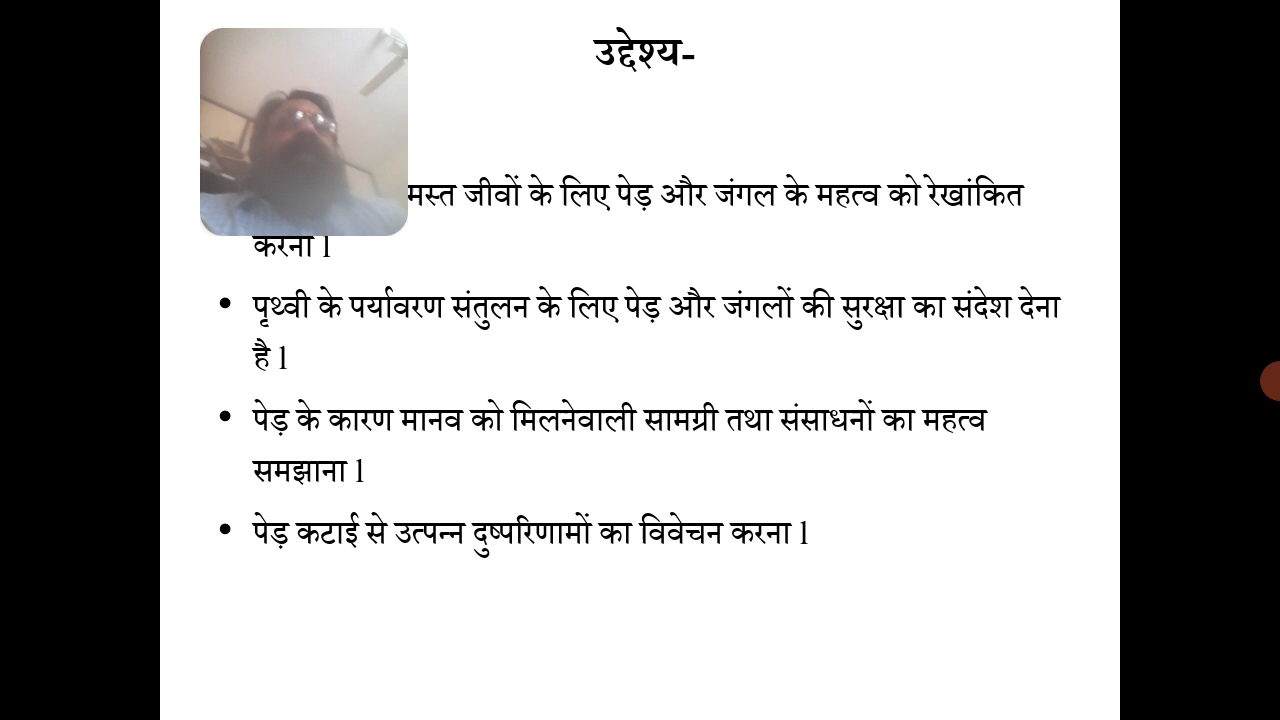 उद्देश्य-
मस्त जीवों के लिए पेड़ और जंगल के महत्व को रेखांकित
करना l
• पृथ्वी के पर्यावरण संतुलन के लिए पेड़ और जंगलों की सुरक्षा का संदेश देना
है l
• पेड़ के कारण मानव को मिलनेवाली सामग्री तथा संसाधनों का महत्व
समझाना l
• पेड़ कटाई से उत्पन्न दुष्परिणामों का विवेचन करना l